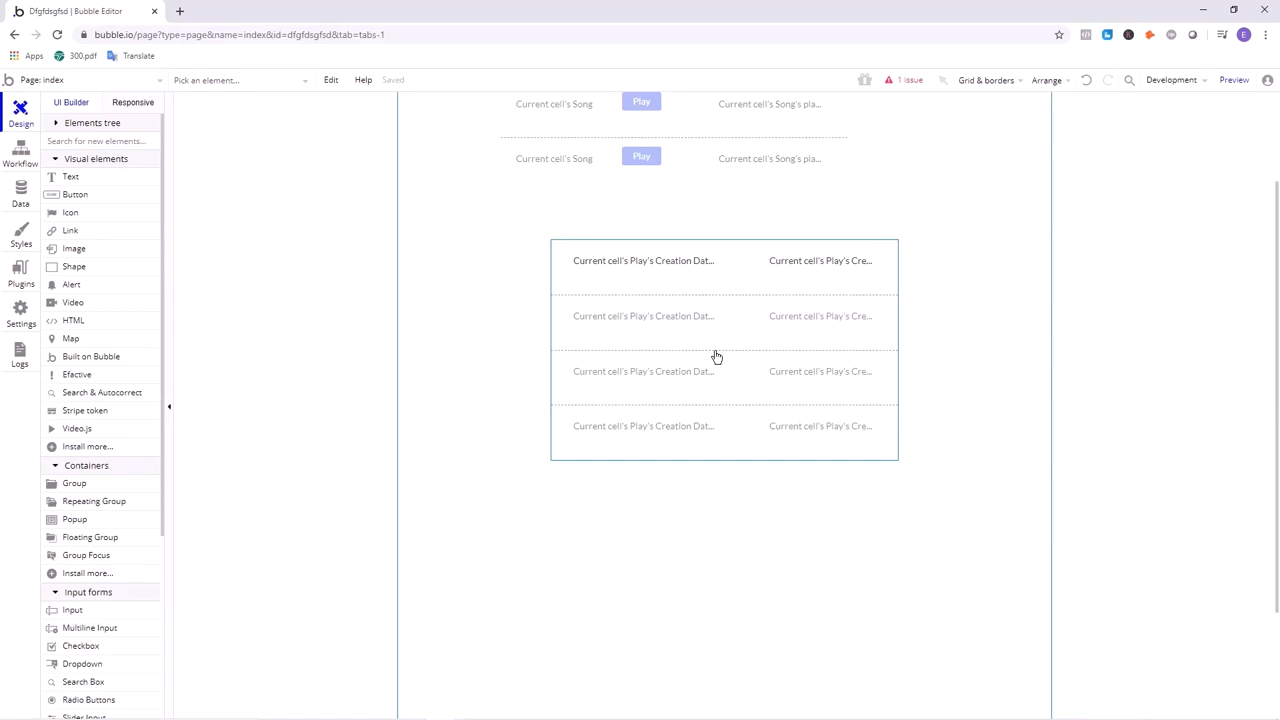 Dfgfdsgfsd | Bubble Editor
bubble.io/page?type=page&name=index&id=dfgfdsgfsd&tab=tabs-1
E
Apps 300.pdf Translate
Page: index Pick an element... Edit Help Saved 1 issue Grid & borders Arrange Development Preview
UI Builder Responsive
Design
Workflow
Data
Styles
Plugins
Settings
Logs
Elements tree
Search for new elements...
Visual elements
Text
Button
Icon
Link
Image
Shape
Alert
Video
HTML
Map
Built on Bubble
Efactive
Search & Autocorrect
Stripe token
Video.js
Install more...
Containers
Group
Repeating Group
Popup
Floating Group
Group Focus
Install more...
Input forms
Input
Multiline Input
Checkbox
Dropdown
Search Box
Radio Buttons
Slider Input
Current cell's Song Play Current cell's Song's pla...
Current cell's Song Play Current cell's Song's pla...
Current cell's Play's Creation Dat... Current cell's Play's Cre...
Current cell's Play's Creation Dat... Current cell's Play's Cre...
Current cell's Play's Creation Dat... Current cell's Play's Cre...
Current cell's Play's Creation Dat... Current cell's Play's Cre...